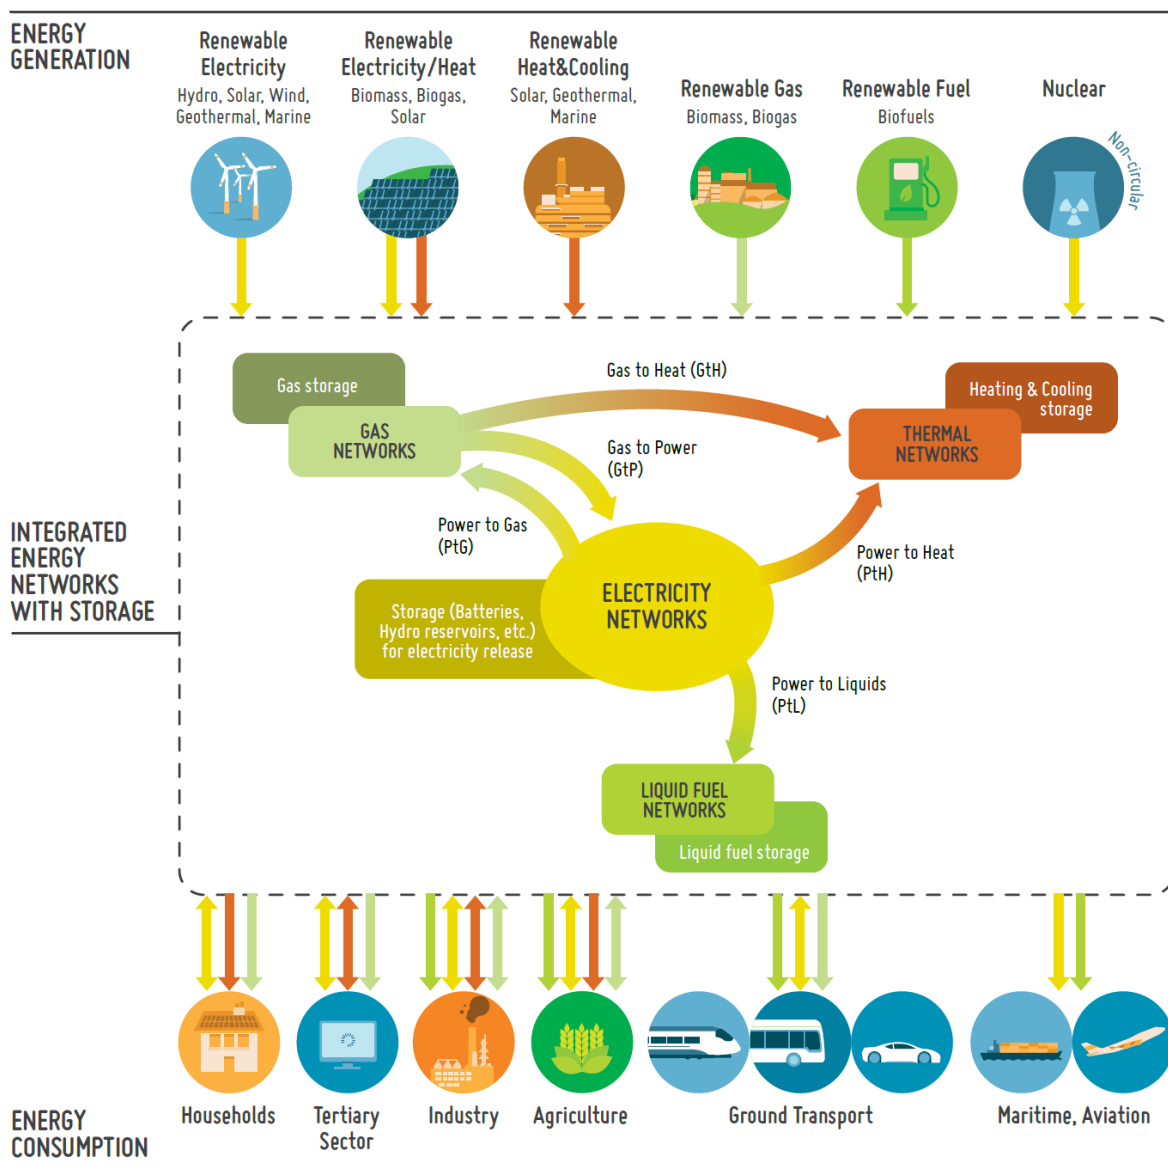 ENERGY
GENERATION
Renewable
Electricity
Hydro, Solar, Wind,
Geothermal, Marine
Renewable
Electricity/Heat
Biomass, Biogas,
Solar
Renewable
Heat&Cooling
Solar, Geothermal,
Marine
Renewable Gas
Biomass, Biogas
Renewable Fuel
Biofuels
Nuclear
Non-circular
INTEGRATED
ENERGY
NETWORKS
WITH STORAGE
Gas storage
GAS
NETWORKS
Gas to Heat (GtH)
Heating & Cooling
storage
THERMAL
NETWORKS
Gas to Power
(GtP)
Power to Gas
(PtG)
Power to Heat
(PtH)
ELECTRICITY
NETWORKS
Storage (Batteries,
Hydro reservoirs, etc.)
for electricity release
Power to Liquids
(PtL)
LIQUID FUEL
NETWORKS
Liquid fuel storage
ENERGY
CONSUMPTION
Households
Tertiary
Sector
Industry
Agriculture
Ground Transport
Maritime, Aviation